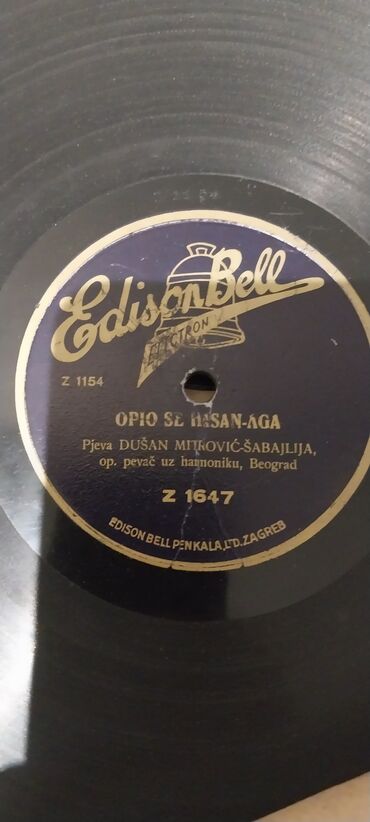 Edison Bell
ELECTRON
Z 1154
OPIO SE HASAN-AGA
Pjeva DUŠAN MITROVIĆ-ŠABAJLIJA,
op. pevač uz harmoniku, Beograd
Z 1647
EDISON BELL PENKALA, LTD. ZAGREB